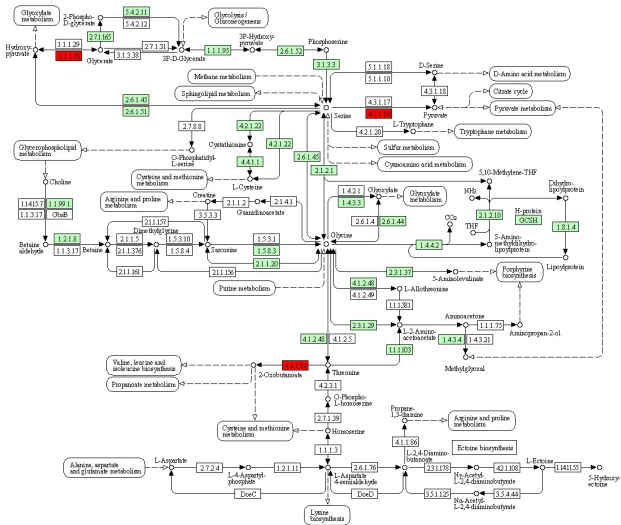 Glyoxylate
metabolism
Hydroxy-
pyruvate
1.1.1.29
Glycerate
2.7.1.165
2-Phospho-
D-glycerate
5.4.2.11
5.4.2.12
Glycolysis /
Gluconeogenesis
2.7.1.31
3.1.3.38
3P-D-Glycerate
1.1.1.95
3P-Hydroxy-
pyruvate
2.6.1.52
Phosphoserine
3.1.3.3
Methane metabolism
Sphingolipid metabolism
5.1.1.18
5.1.1.10
D-Serine
4.3.1.18
D-Amino acid metabolism
Citrate cycle
Pyruvate metabolism
2.6.1.45
2.6.1.51
Serine
4.3.1.17
Pyruvate
L-Tryptophane
4.2.1.20
Tryptophane metabolism
Sulfur metabolism
Cyanoamino acid metabolism
2.7.8.8
Glycerophospholipid
metabolism
O-Phosphatidyl-
L-serine
Cystathionine
4.2.1.22
4.4.1.1
L-Cysteine
4.2.1.22
2.6.1.45
2.1.2.1
Cysteine and methionine
metabolism
Choline
1.1.99.1
1.1.3.17
GbsB
Arginine and proline
metabolism
Creatine
3.5.3.3
2.1.1.2
Guanidinoacetate
2.1.4.1
1.4.2.1
1.4.3.3
Glyoxylate
Glyoxylate
metabolism
2.6.1.4
2.6.1.44
5,10-Methylene-THF
NH₃
CO₂
THF
2.1.2.10
H-protein
GCSH
Dihydro-
lipoylprotein
1.8.1.4
Lipoylprotein
S-Amino-
methyldihydro-
lipoylprotein
1.4.4.2
Betaine
aldehyde
1.2.1.8
1.1.3.17
Betaine
2.1.1.5
2.1.1.157
Dimethylglycine
1.5.3.10
1.5.8.4
2.1.1.161
Sarcosine
2.1.1.156
1.5.3.1
1.5.8.3
2.1.1.20
Glycine
Purine metabolism
2.3.1.37
5-Aminolevulinate
Porphyrine
biosynthesis
4.1.2.48
4.1.2.49
L-Allothreonine
1.1.1.381
2.3.1.29
L-2-Amino-
acetoacetate
Aminoacetone
1.1.1.75
Aminopropan-2-ol
1.4.3.4
1.4.3.21
Methylglyoxal
1.1.1.103
4.1.2.48
4.1.2.5
Valine, leucine and
isoleucine biosynthesis
Propanoate metabolism
2-Oxobutanoate
Threonine
4.2.3.1
O-Phospho-
L-homoserine
2.7.1.39
Homoserine
Cysteine and methionine
metabolism
1.1.1.3
Propane-
1,3-diamine
Arginine and proline
metabolism
4.1.1.86
L-2,4-Diamino-
butanoate
Ectoine biosynthesis
Alanine, aspartate
and glutamate metabolism
L-Aspartate
2.7.2.4
L-4-Aspartyl-
phosphate
1.2.1.11
L-Aspartate
4-semialdehyde
2.6.1.76
DoeC
DoeD
2.3.1.178
Nγ-Acetyl-
L-2,4-diaminobutyrate
4.2.1.108
L-Ectoine
1.14.11.55
5-Hydroxy-
ectoine
3.5.1.125
Nα-Acetyl-
L-2,4-diaminobutyrate
3.5.4.44
Lysine
biosynthesis